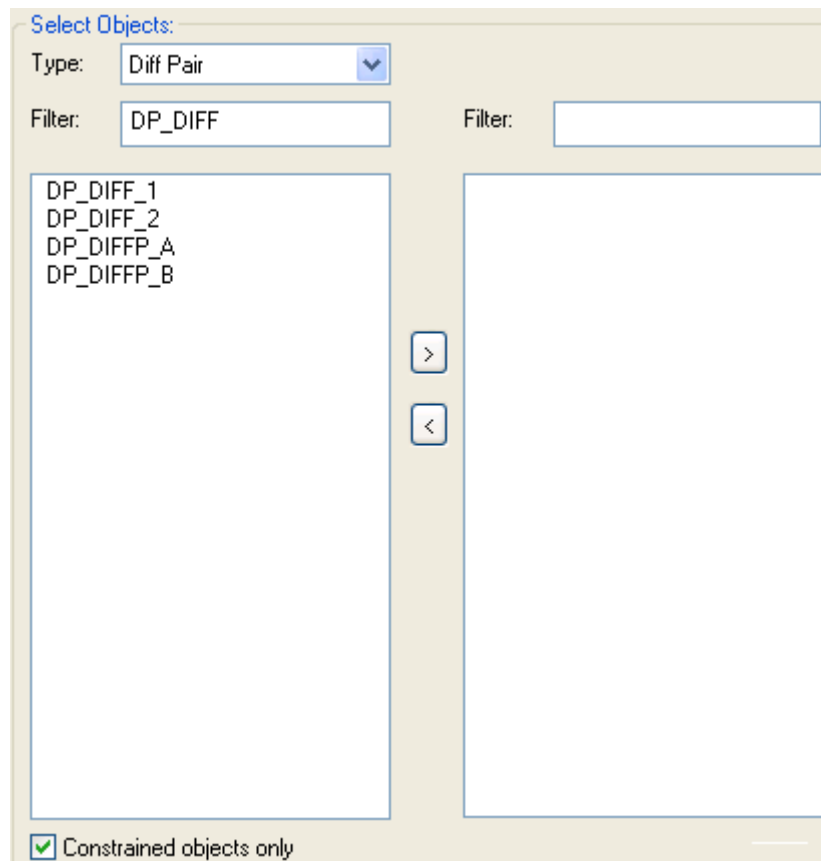 Select Objects:
Type: Diff Pair
Filter: DP_DIFF Filter:
DP_DIFF_1
DP_DIFF_2
DP_DIFFP_A
DP_DIFFP_B
>
<
Constrained objects only